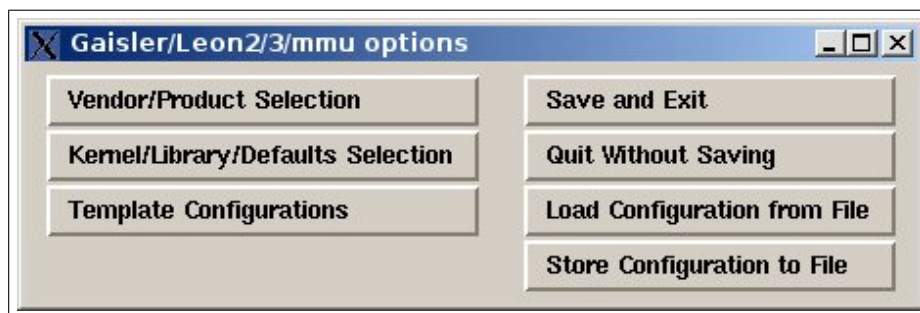 Gaisler/Leon2/3/mmu options
Vendor/Product Selection
Kernel/Library/Defaults Selection
Template Configurations
Save and Exit
Quit Without Saving
Load Configuration from File
Store Configuration to File